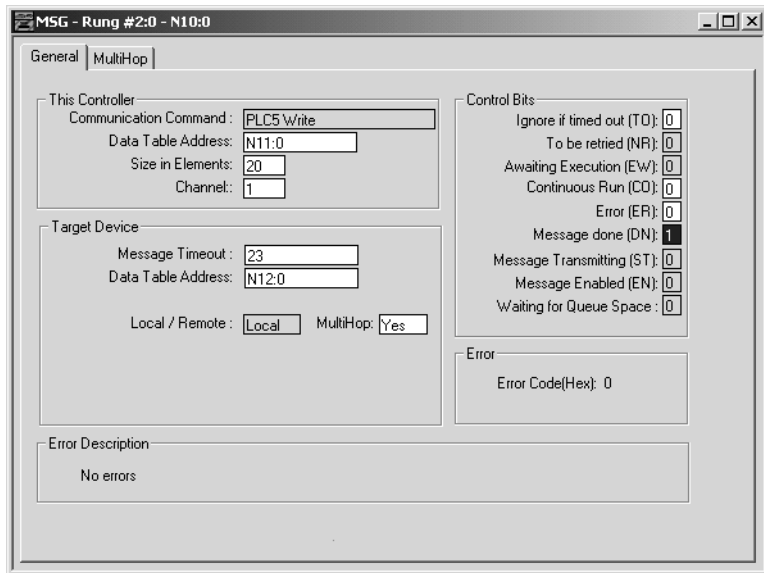 MSG - Rung #2:0 - N10:0
General
MultiHop
This Controller
Communication Command : PLC5 Write
Data Table Address: N11:0
Size in Elements: 20
Channel:: 1
Target Device
Message Timeout : 23
Data Table Address: N12:0
Local / Remote : Local MultiHop: Yes
Control Bits
Ignore if timed out (TO): 0
To be retried (NR): 0
Awaiting Execution (EW): 0
Continuous Run (CO): 0
Error (ER): 0
Message done (DN): 1
Message Transmitting (ST): 0
Message Enabled (EN): 0
Waiting for Queue Space : 0
Error
Error Code(Hex): 0
Error Description
No errors